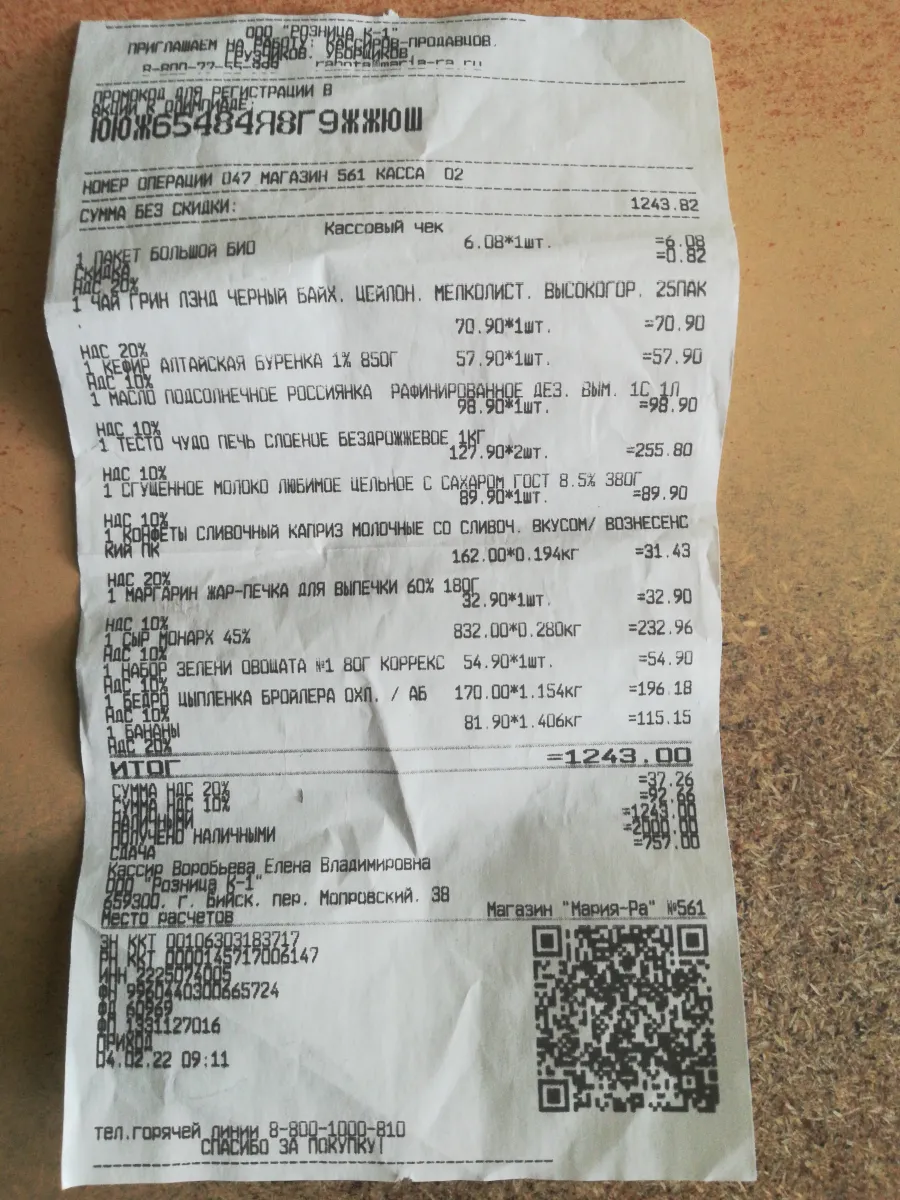 ООО "РОЗНИЦА К-1"
ПРИГЛАШАЕМ НА РАБОТУ: КАССИРОВ-ПРОДАВЦОВ,
ГРУЗЧИКОВ, УБОРЩИКОВ
ПРОМОКОД ДЛЯ РЕГИСТРАЦИИ В
АКЦИИ К ОЛИМПИАДЕ:
ЮЮЖ65484Я8Г9ЖЖЮШ
НОМЕР ОПЕРАЦИИ 047 МАГАЗИН 561 КАССА 02
СУММА БЕЗ СКИДКИ: 1243.82
Кассовый чек
1 ПАКЕТ БОЛЬШОЙ БИО 6.08*1шт. =6.08
СКИДКА =0.82
НДС 20%
1 ЧАЙ ГРИН ЛЭНД ЧЕРНЫЙ БАЙХ. ЦЕЙЛОН. МЕЛКОЛИСТ. ВЫСОКОГОР. 25ПАК
70.90*1шт. =70.90
НДС 20%
1 КЕФИР АЛТАЙСКАЯ БУРЕНКА 1% 850Г 57.90*1шт. =57.90
НДС 10%
1 МАСЛО ПОДСОЛНЕЧНОЕ РОССИЯНКА РАФИНИРОВАННОЕ ДЕЗ. ВЫМ. 1С 1Л
98.90*1шт. =98.90
НДС 10%
1 ТЕСТО ЧУДО ПЕЧЬ СЛОЕНОЕ БЕЗДРОЖЖЕВОЕ 1КГ
127.90*2шт. =255.80
НДС 10%
1 СГУЩЕННОЕ МОЛОКО ЛЮБИМОЕ ЦЕЛЬНОЕ С САХАРОМ ГОСТ 8.5% 380Г
89.90*1шт. =89.90
НДС 10%
1 КОНФЕТЫ СЛИВОЧНЫЙ КАПРИЗ МОЛОЧНЫЕ СО СЛИВОЧ. ВКУСОМ/ ВОЗНЕСЕНС
КИЙ ПК
162.00*0.194кг =31.43
НДС 20%
1 МАРГАРИН ЖАР-ПЕЧКА ДЛЯ ВЫПЕЧКИ 60% 180Г
32.90*1шт. =32.90
НДС 10%
1 СЫР МОНАРХ 45% 832.00*0.280кг =232.96
НДС 10%
1 НАБОР ЗЕЛЕНИ ОВОЩАТА №1 80Г КОРРЕКС 54.90*1шт. =54.90
НДС 10%
1 БЕДРО ЦЫПЛЕНКА БРОЙЛЕРА ОХЛ. / АБ 170.00*1.154кг =196.18
НДС 10%
1 БАНАНЫ 81.90*1.406кг =115.15
НДС 20%
ИТОГ =1243.00
СУММА НДС 20% =37.26
СУММА НДС 10% =92.66
НАЛИЧНЫМИ =1243.00
ПОЛУЧЕНО НАЛИЧНЫМИ =2000.00
СДАЧА =757.00
Кассир Воробьева Елена Владимировна
ООО "Розница К-1"
659300, г. Бийск, пер. Мопровский, 38
Место расчетов Магазин "Мария-Ра" №561
ЗН ККТ 00106303183717
РН ККТ 0000145717006147
ИНН 2225074005
ФН 9960440300665724
ФД 60969
ФП 1331127016
ПРИХОД
04.02.22 09:11
тел.горячей линии 8-800-1000-810
СПАСИБО ЗА ПОКУПКУ!